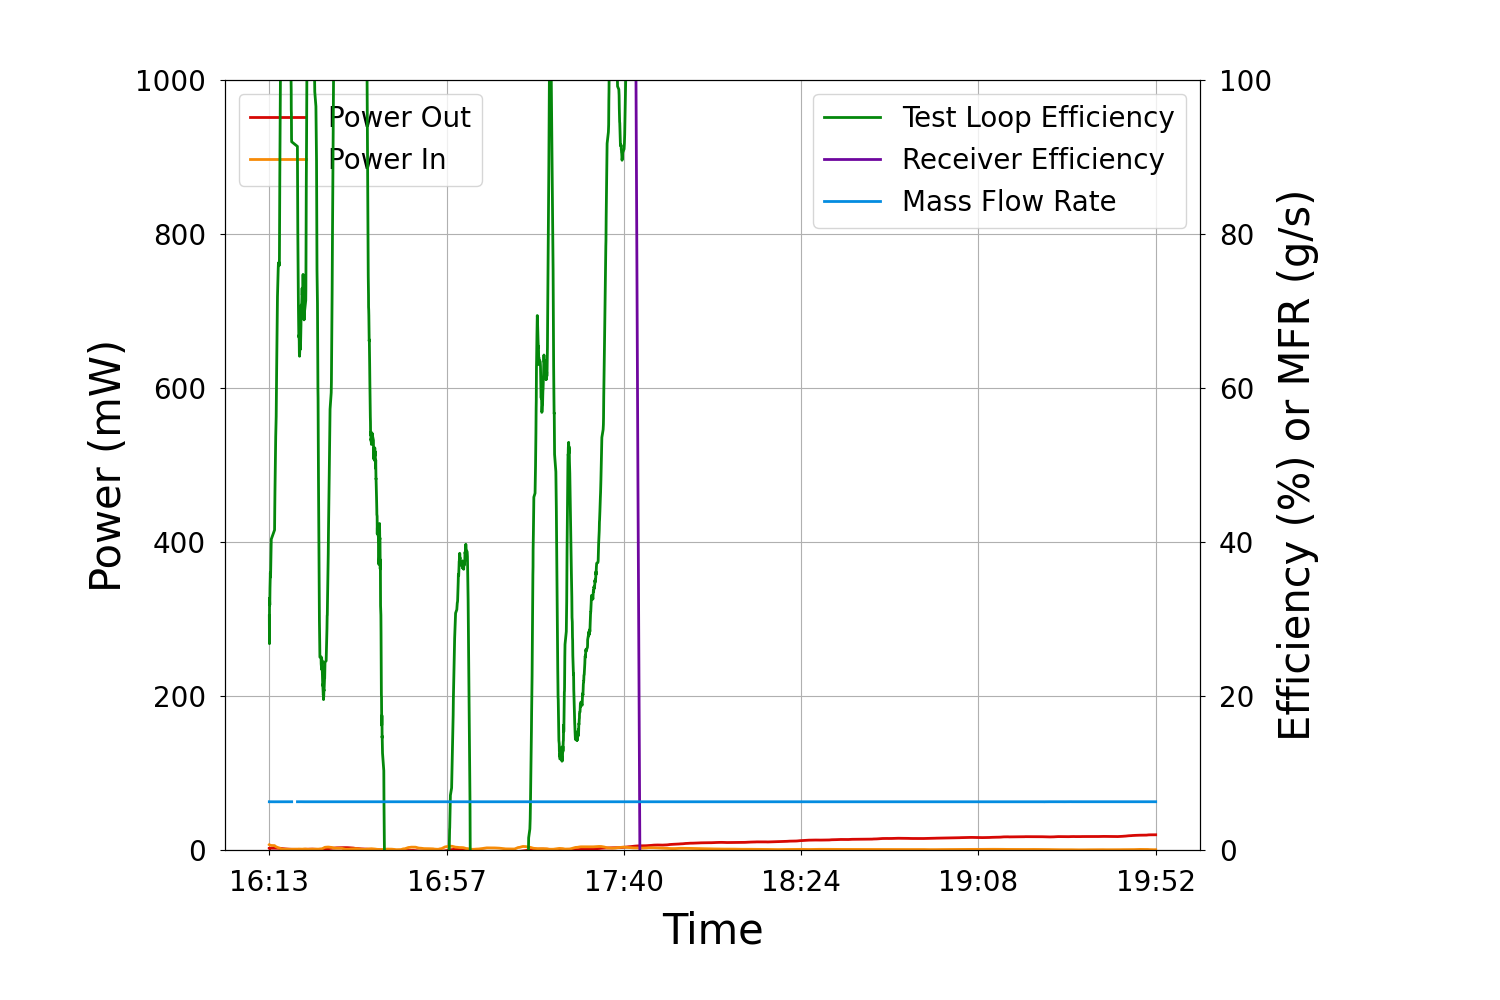 1000
800
600
400
200
0
Power (mW)
Power Out
Power In
Test Loop Efficiency
Receiver Efficiency
Mass Flow Rate
100
80
60
40
20
0
Efficiency (%) or MFR (g/s)
16:13 16:57 17:40 18:24 19:08 19:52
Time